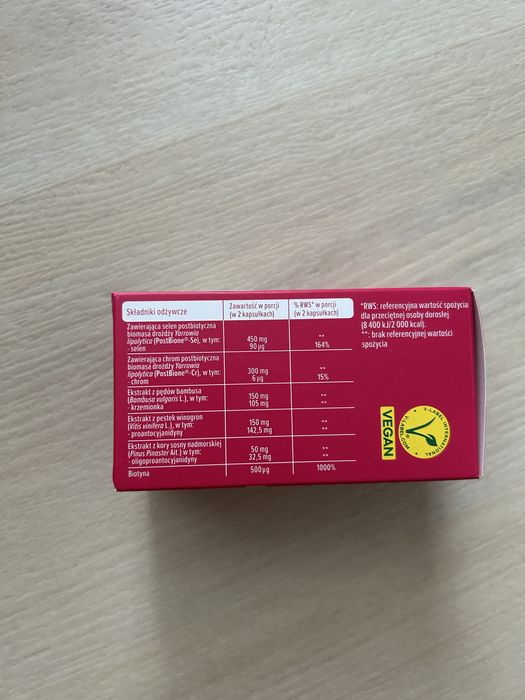 Składniki odżywcze
Zawartość w porcji
(w 2 kapsułkach)
% RWS* w porcji
(w 2 kapsułkach)
Zawierająca selen postbiotyczna
biomasa drożdży Yarrowia
lipolytica (PostBione®-Se), w tym:
- selen
450 mg
90 µg
**
164%
Zawierająca chrom postbiotyczna
biomasa drożdży Yarrowia
lipolytica (PostBione®-Cr), w tym:
- chrom
300 mg
6 µg
**
15%
Ekstrakt z pędów bambusa
(Bambusa vulgaris L.), w tym:
- krzemionka
150 mg
105 mg
**
**
Ekstrakt z pestek winogron
(Vitis vinifera L.), w tym:
- proantocyjanidyny
150 mg
142,5 mg
**
**
Ekstrakt z kory sosny nadmorskiej
(Pinus Pinaster Ait.) w tym:
- oligoproantocyjanidyny
50 mg
32,5 mg
**
**
Biotyna
500 µg
1000%
*RWS: referencyjna wartość spożycia
dla przeciętnej osoby dorosłej
(8 400 kJ/2 000 kcal).
**: brak referencyjnej wartości
spożycia
VEGAN
V-LABEL INTERNATIONAL
V-LABEL.COM